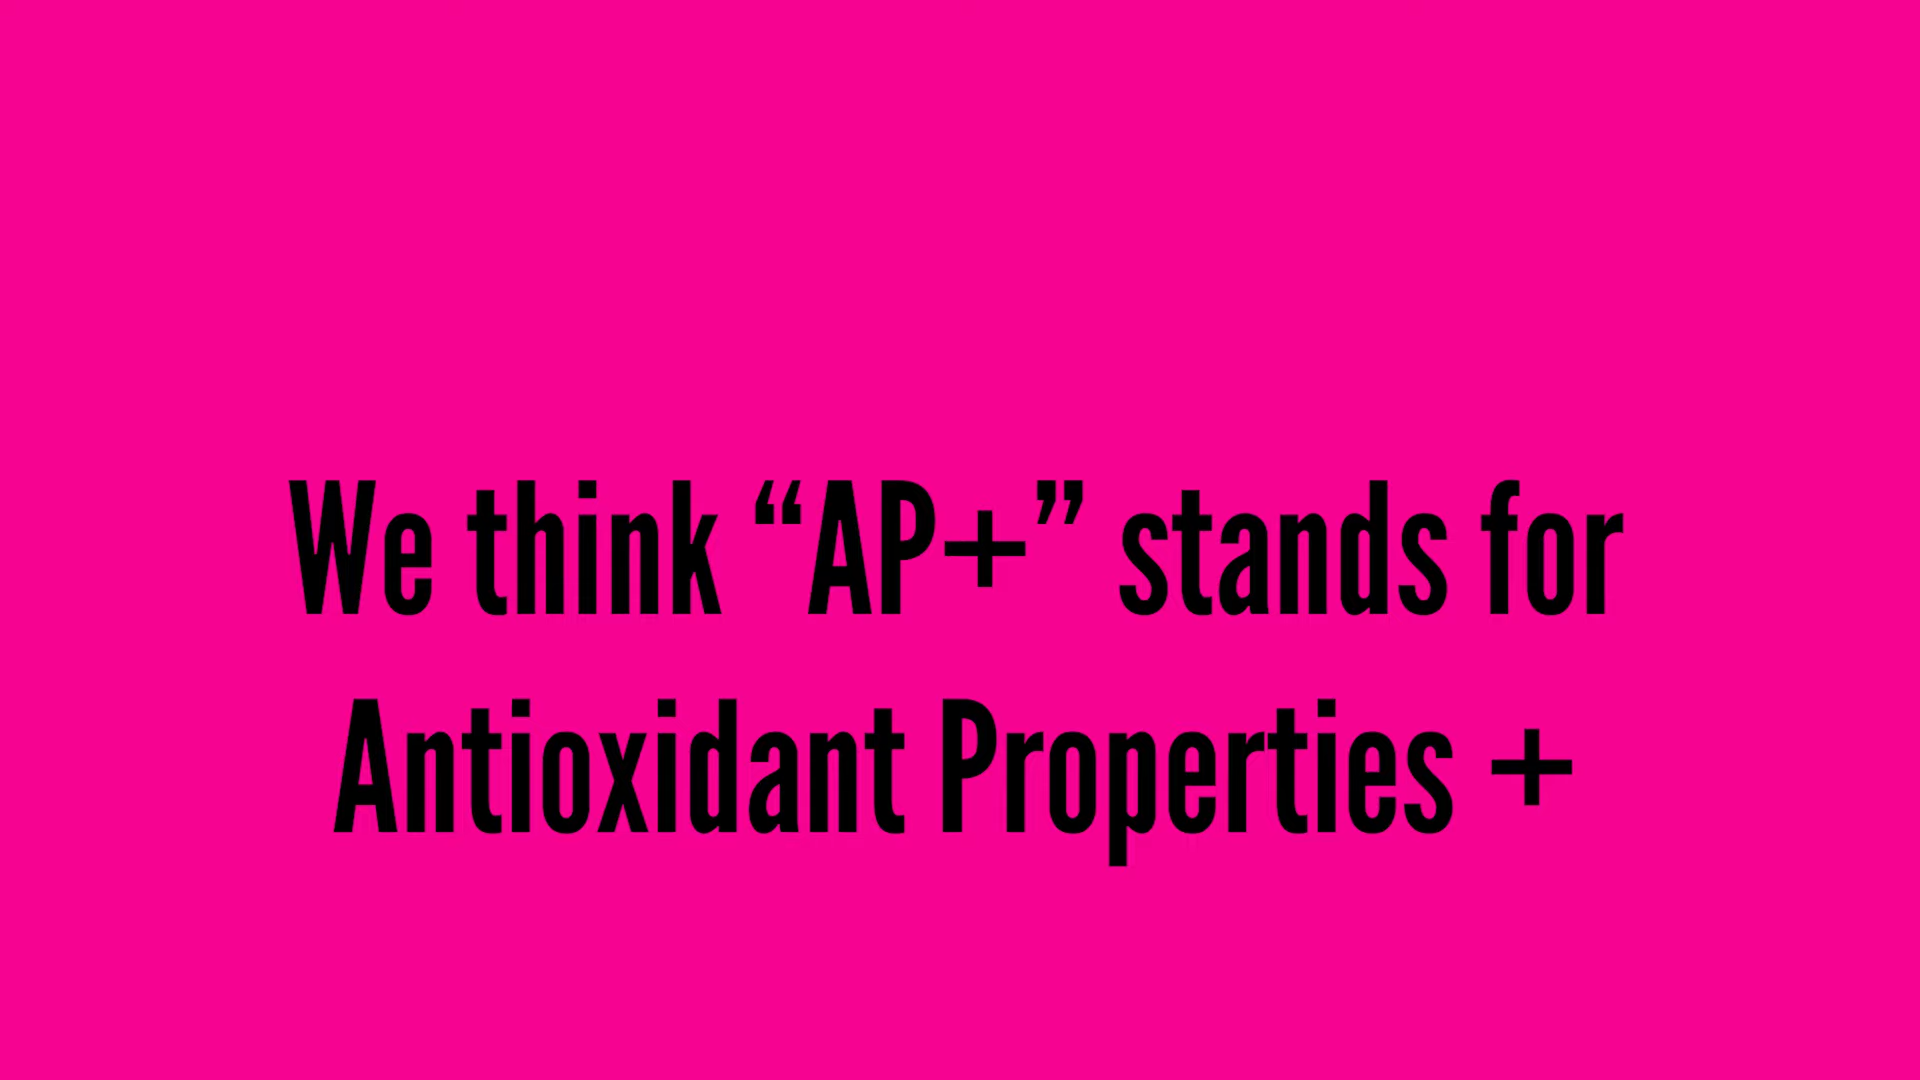 We think “AP+” stands for
Antioxidant Properties +